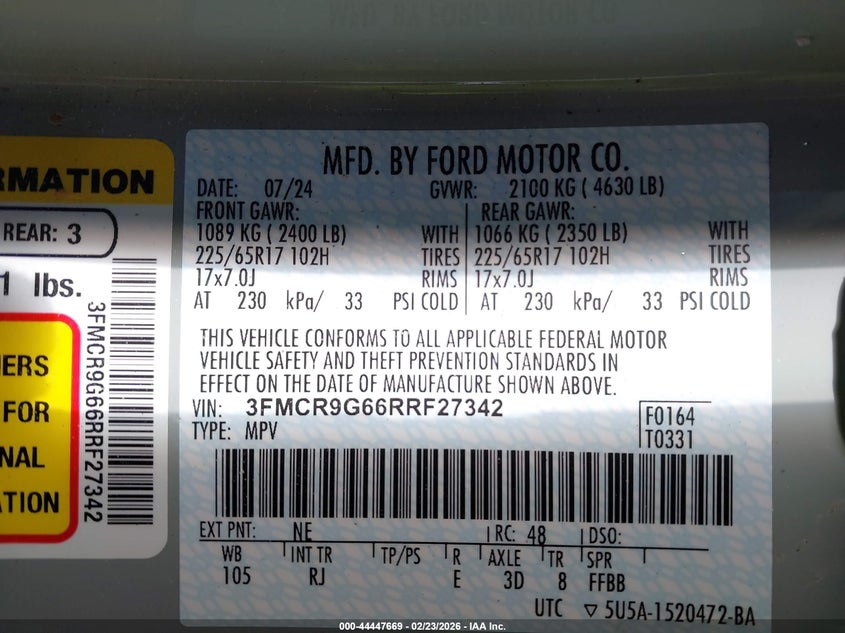 MFD. BY FORD MOTOR CO.
RMATION
REAR: 3
1 lbs.
3FMCR9G66RRF27342
ERS
FOR
NAL
ATION
MFD. BY FORD MOTOR CO.
DATE: 07/24 GVWR: 2100 KG ( 4630 LB)
FRONT GAWR: REAR GAWR:
1089 KG ( 2400 LB) WITH 1066 KG ( 2350 LB) WITH
225/65R17 102H TIRES 225/65R17 102H TIRES
17x7.0J RIMS 17x7.0J RIMS
AT 230 kPa/ 33 PSI COLD AT 230 kPa/ 33 PSI COLD
THIS VEHICLE CONFORMS TO ALL APPLICABLE FEDERAL MOTOR
VEHICLE SAFETY AND THEFT PREVENTION STANDARDS IN
EFFECT ON THE DATE OF MANUFACTURE SHOWN ABOVE.
VIN: 3FMCR9G66RRF27342
TYPE: MPV
F0164
T0331
EXT PNT: NE RC: 48 DSO:
WB INT TR TP/PS R AXLE TR SPR
105 RJ E 3D 8 FFBB
UTC ▽ 5U5A-1520472-BA
000-44447669 - 02/23/2026 - IAA Inc.